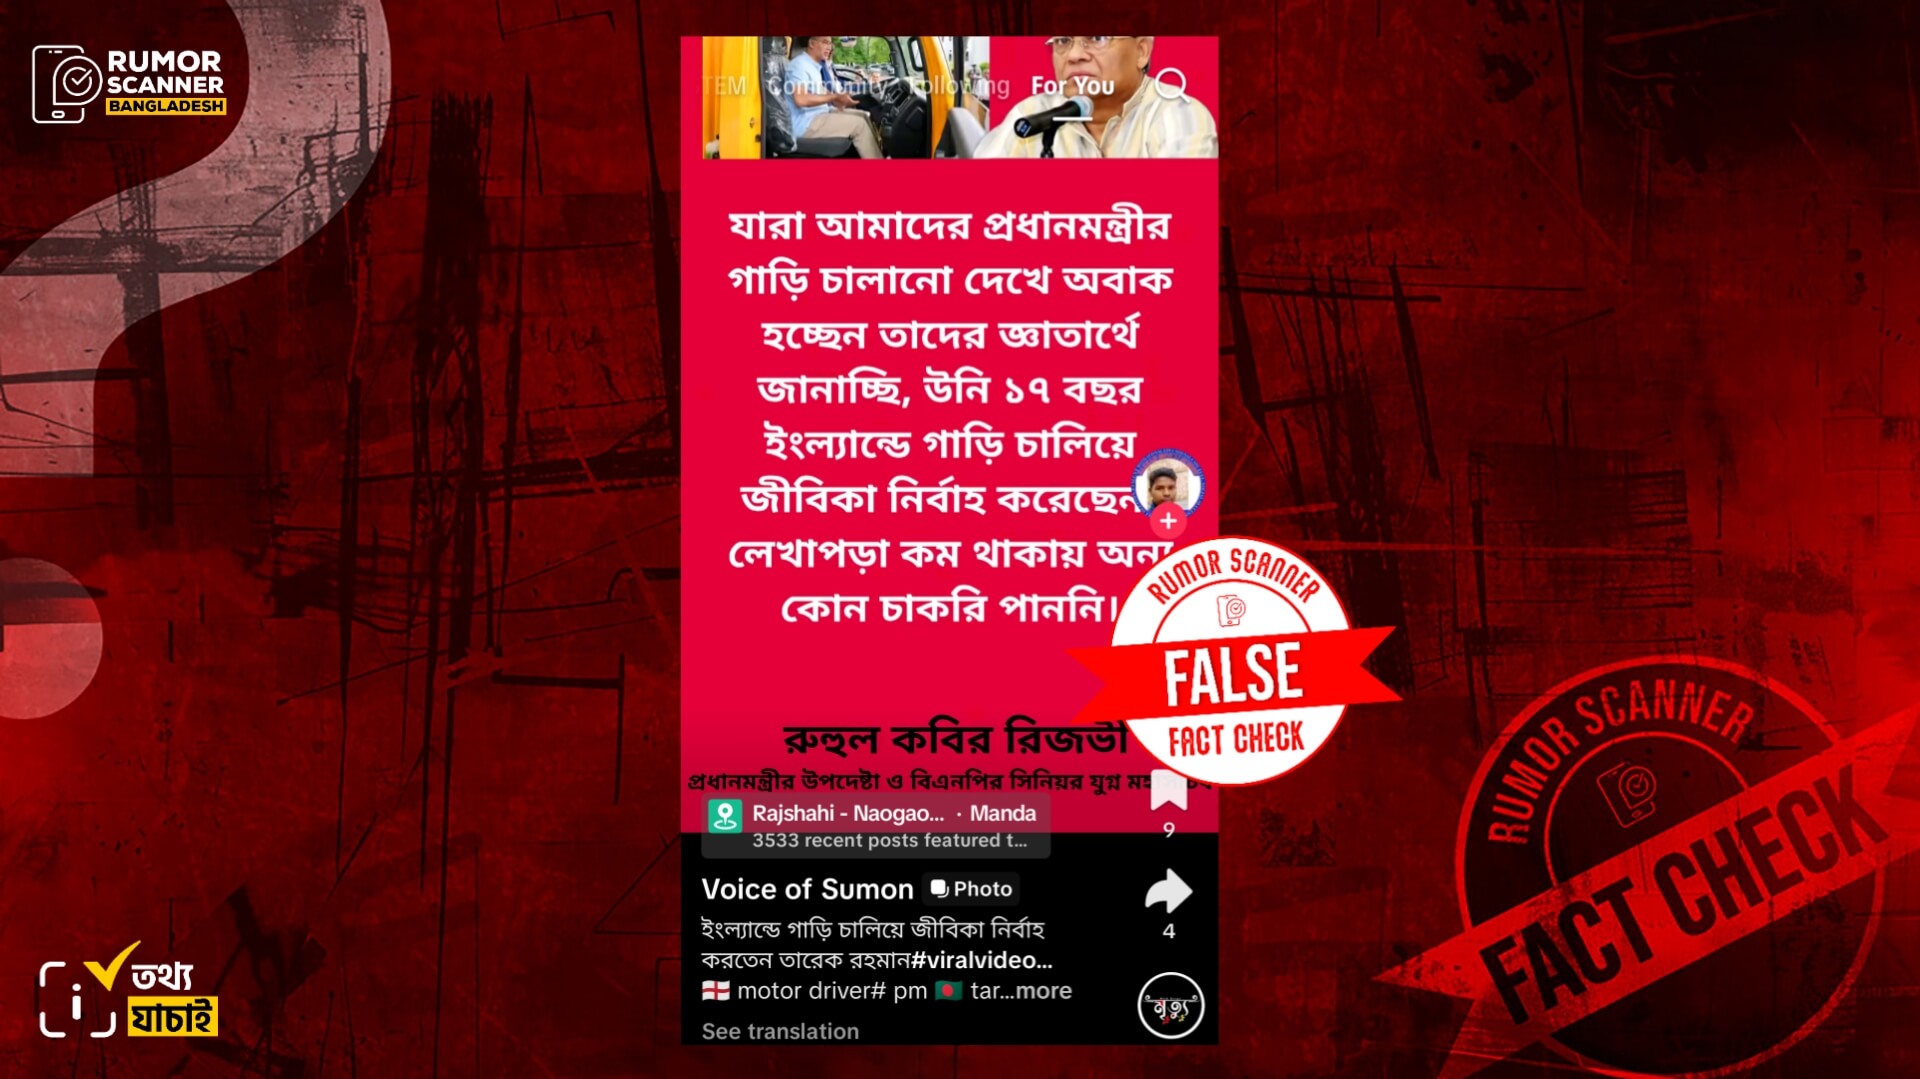 RUMOR
SCANNER
BANGLADESH
TEM Community Following For You
যারা আমাদের প্রধানমন্ত্রীর
গাড়ি চালানো দেখে অবাক
হচ্ছেন তাদের জ্ঞাতার্থে
জানাচ্ছি, উনি ১৭ বছর
ইংল্যান্ডে গাড়ি চালিয়ে
জীবিকা নির্বাহ করেছেন
লেখাপড়া কম থাকায় অন্য
কোন চাকরি পাননি।
রুহুল কবির রিজভী
প্রধানমন্ত্রীর উপদেষ্টা ও বিএনপির সিনিয়র যুগ্ম
RUMOR SCANNER
FALSE
FACT CHECK
Rajshahi - Naogao... · Manda
3533 recent posts featured t...
9
Voice of Sumon Photo
ইংল্যান্ডে গাড়ি চালিয়ে জীবিকা নির্বাহ
করতেন তারেক রহমান#viralvideo...
🏴󠁧󠁢󠁥󠁮󠁧󠁿 motor driver# pm 🇧🇩 tar...more
See translation
4
মৃত্যু
তথ্য
যাচাই
RUMOR SCANNER
FACT CHECK